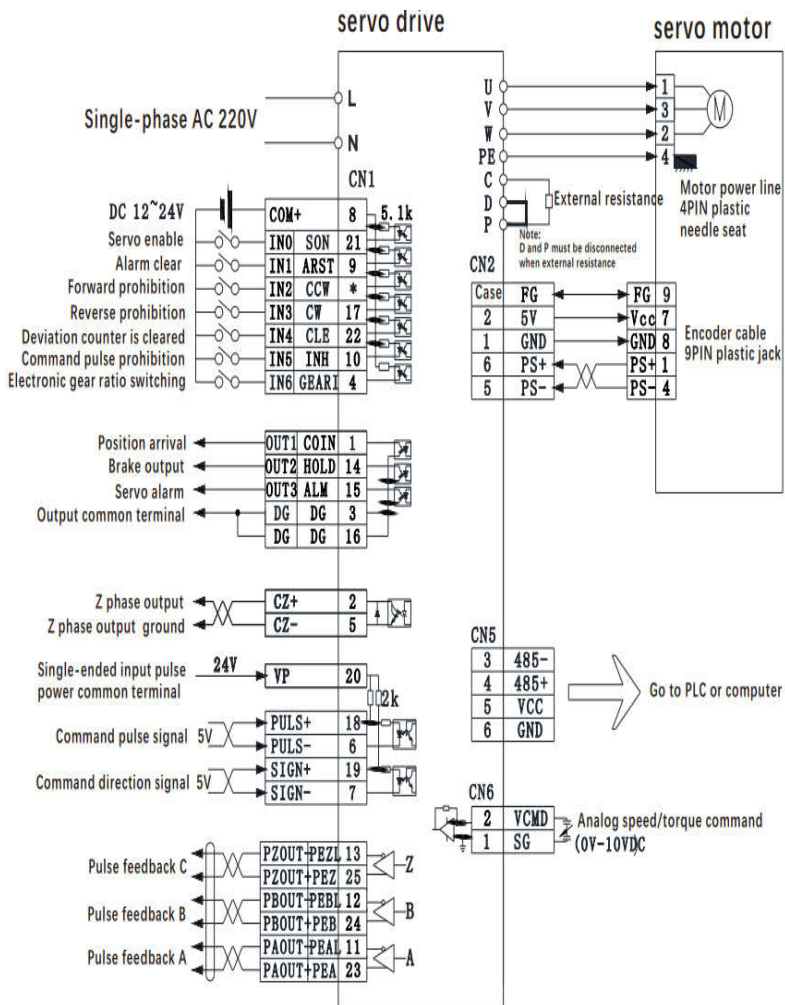 servo drive
servo motor
Single-phase AC 220V
L
N
U
V
W
PE
C
D
P
1
3
2
4
M
Motor power line
4PIN plastic
needle seat
External resistance
Note:
D and P must be disconnected
when external resistance
CN1
DC 12~24V COM+ 8 5.1k
Servo enable IN0 SON 21
Alarm clear IN1 ARST 9
Forward prohibition IN2 CCW *
Reverse prohibition IN3 CW 17
Deviation counter is cleared IN4 CLE 22
Command pulse prohibition IN5 INH 10
Electronic gear ratio switching IN6 GEAR1 4
CN2
Case FG FG 9
2 5V Vcc 7
1 GND GND 8
6 PS+ PS+ 1
5 PS- PS- 4
Encoder cable
9PIN plastic jack
Position arrival OUT1 COIN 1
Brake output OUT2 HOLD 14
Servo alarm OUT3 ALM 15
Output common terminal DG DG 3
DG DG 16
Z phase output CZ+ 2
Z phase output ground CZ- 5
Single-ended input pulse
power common terminal
24V VP 20
2k
Command pulse signal 5V
PULS+ 18
PULS- 6
Command direction signal 5V
SIGN+ 19
SIGN- 7
CN5
3 485-
4 485+
5 VCC
6 GND
Go to PLC or computer
CN6
2 VCMD
1 SG
Analog speed/torque command
(0V-10VD)C
Pulse feedback C
PZOUT-PEZL 13
PZOUT+PEZ 25
Z
Pulse feedback B
PBOUT-PEBL 12
PBOUT+PEB 24
B
Pulse feedback A
PAOUT-PEAL 11
PAOUT+PEA 23
A